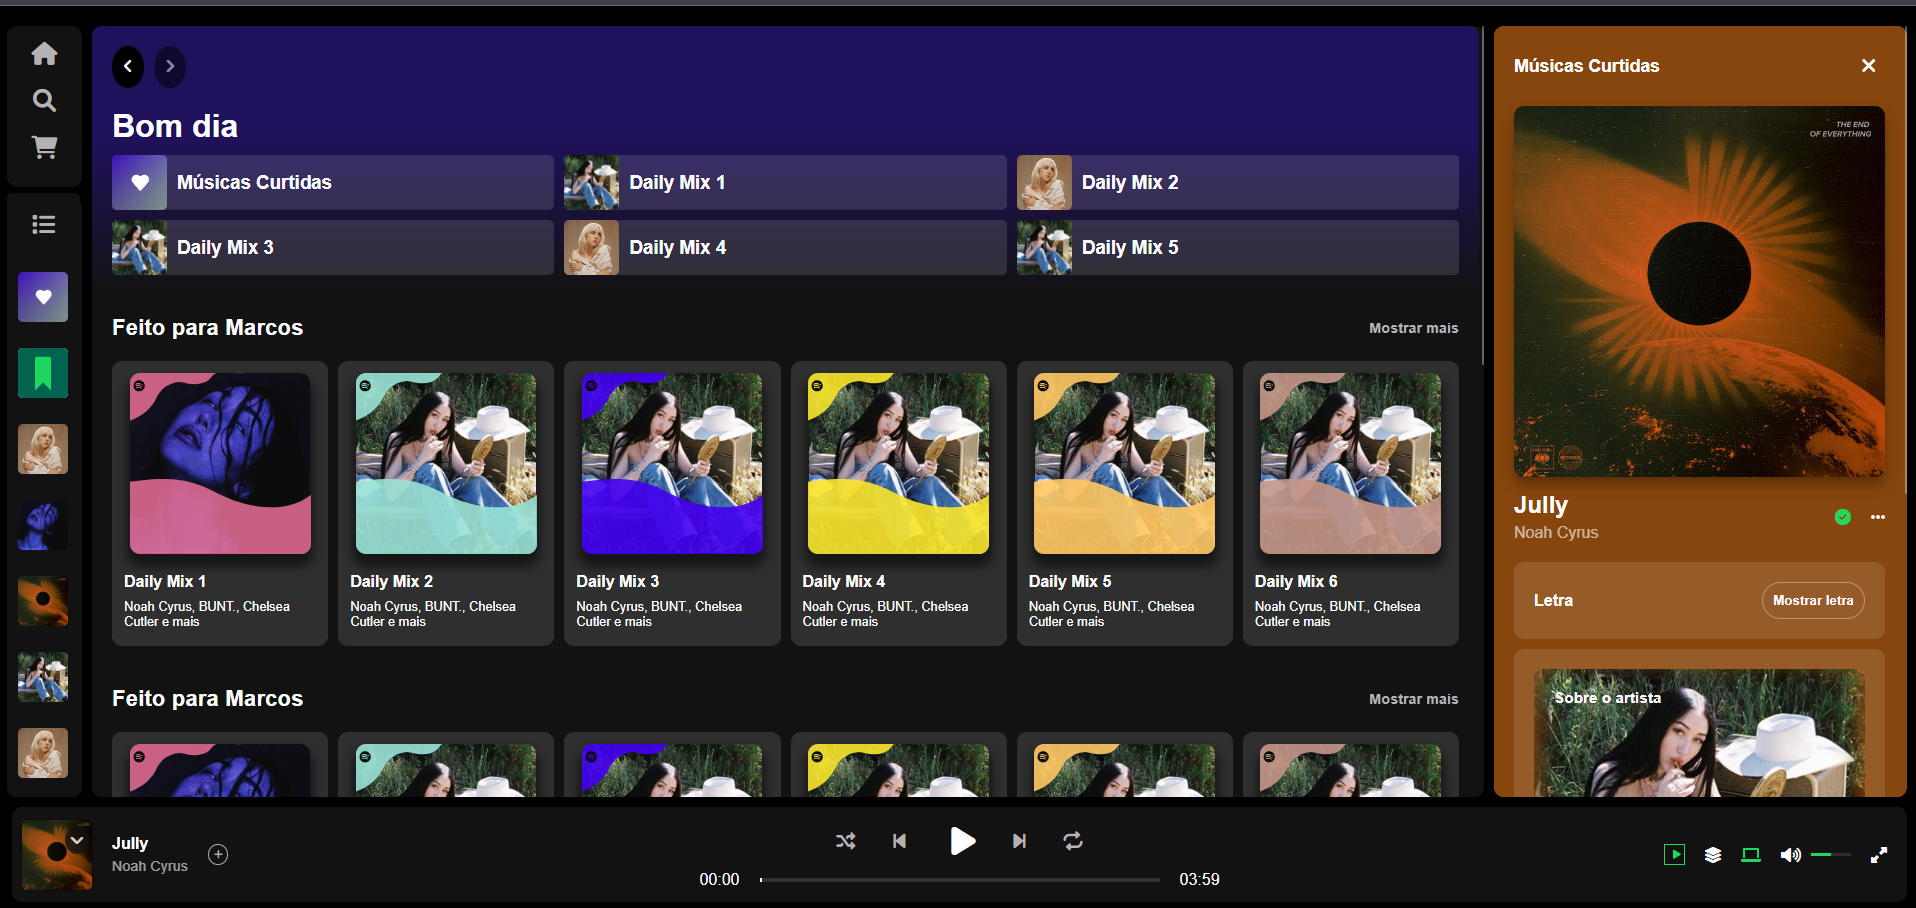 Bom dia
Músicas Curtidas
Daily Mix 1
Daily Mix 2
Daily Mix 3
Daily Mix 4
Daily Mix 5
Feito para Marcos
Mostrar mais
Daily Mix 1
Noah Cyrus, BUNT., Chelsea
Cutler e mais
Daily Mix 2
Noah Cyrus, BUNT., Chelsea
Cutler e mais
Daily Mix 3
Noah Cyrus, BUNT., Chelsea
Cutler e mais
Daily Mix 4
Noah Cyrus, BUNT., Chelsea
Cutler e mais
Daily Mix 5
Noah Cyrus, BUNT., Chelsea
Cutler e mais
Daily Mix 6
Noah Cyrus, BUNT., Chelsea
Cutler e mais
Feito para Marcos
Mostrar mais
Músicas Curtidas
THE END
OF EVERYTHING
Jully
Noah Cyrus
Letra
Mostrar letra
Sobre o artista
Jully
Noah Cyrus
00:00
03:59